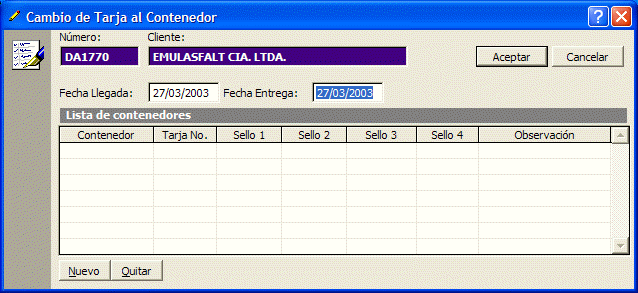 Cambio de Tarja al Contenedor
Número: Cliente:
DA1770 EMULASFALT CIA. LTDA. Aceptar Cancelar
Fecha Llegada: 27/03/2003 Fecha Entrega: 27/03/2003
Lista de contenedores
Contenedor Tarja No. Sello 1 Sello 2 Sello 3 Sello 4 Observación
Nuevo Quitar